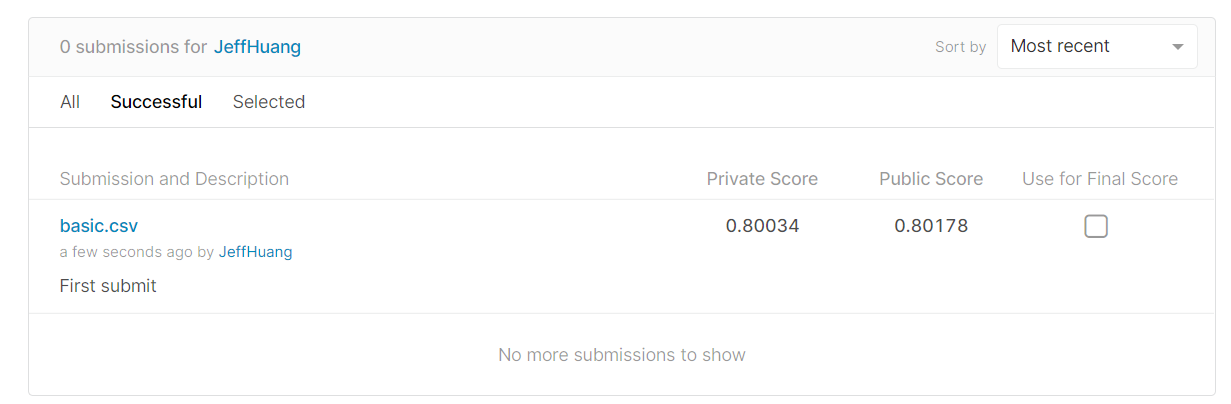 0 submissions for JeffHuang Sort by Most recent
All Successful Selected
Submission and Description Private Score Public Score Use for Final Score
basic.csv 0.80034 0.80178
a few seconds ago by JeffHuang
First submit
No more submissions to show